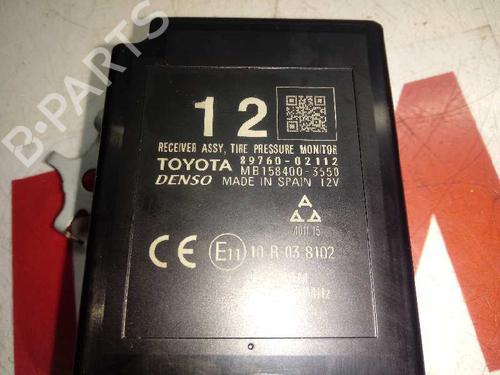 B-PARTS
12
RECEIVER ASSY, TIRE PRESSURE MONITOR
TOYOTA 89760-02112
MB158400-3550
DENSO MADE IN SPAIN 12V
CE E11 10 R-03 8102
MHz